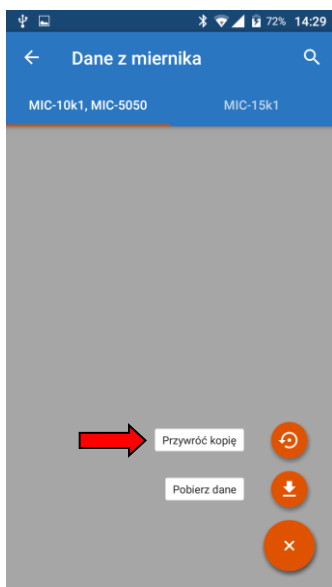 72% 14:29
Dane z miernika
MIC-10k1, MIC-5050 MIC-15k1
Przywróć kopię
Pobierz dane